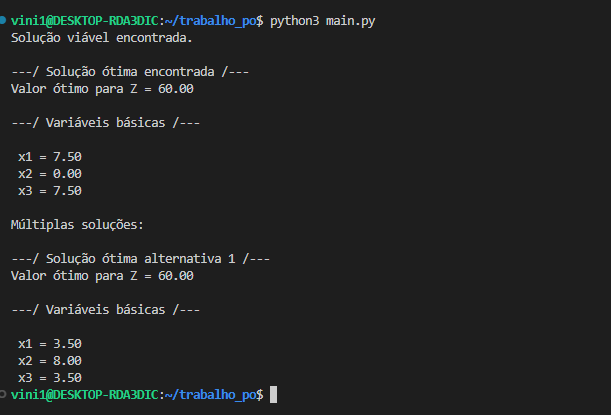 vini1@DESKTOP-RDA3DIC:~/trabalho_po$ python3 main.py
Solução viável encontrada.
---/ Solução ótima encontrada /---
Valor ótimo para Z = 60.00
---/ Variáveis básicas /---
x1 = 7.50
x2 = 0.00
x3 = 7.50
Múltiplas soluções:
---/ Solução ótima alternativa 1 /---
Valor ótimo para Z = 60.00
---/ Variáveis básicas /---
x1 = 3.50
x2 = 8.00
x3 = 3.50
vini1@DESKTOP-RDA3DIC:~/trabalho_po$